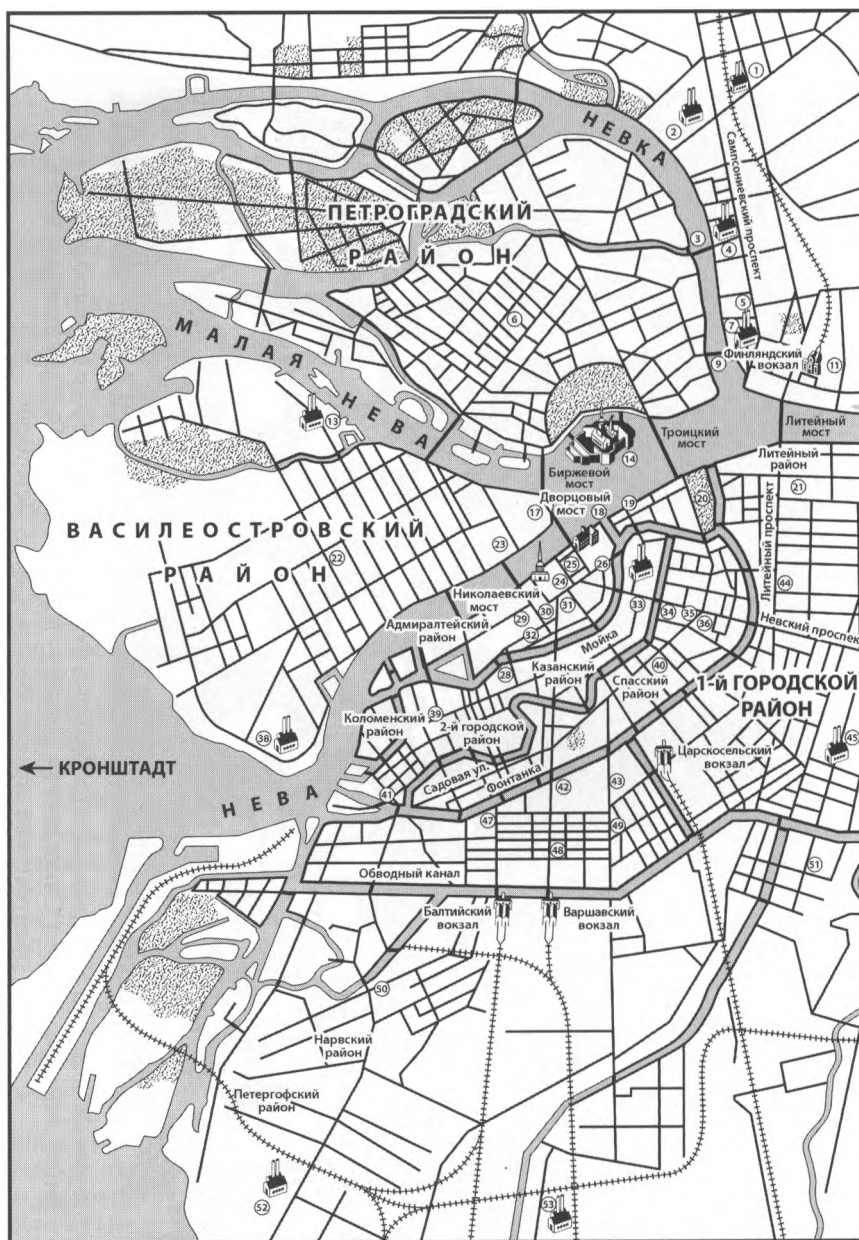 1
2
НЕВКА
Сампсониевский проспект
ПЕТРОГРАДСКИЙ
РАЙОН
3
4
5
6
7
МАЛАЯ
НЕВА
Финляндский
вокзал
9
11
13
Троицкий
мост
Литейный
мост
14
Литейный
район
Биржевой
мост
Дворцовый
мост
17
18
19
20
21
ВАСИЛЕОСТРОВСКИЙ
РАЙОН
22
23
Литейный проспект
24
25
26
44
Николаевский
мост
29
30
31
32
33
34
35
36
Невский проспек
Адмиралтейский
район
Мойка
28
Казанский
район
Спасский
район
40
1-й ГОРОДСКОЙ
РАЙОН
Коломенский
район
39
2-й городской
район
38
45
Царскосельский
вокзал
← КРОНШТАДТ
Садовая ул.
Фонтанка
НЕВА
41
42
43
47
48
49
51
Обводный канал
Балтийский
вокзал
Варшавский
вокзал
50
Нарвский
район
Петергофский
район
52
53